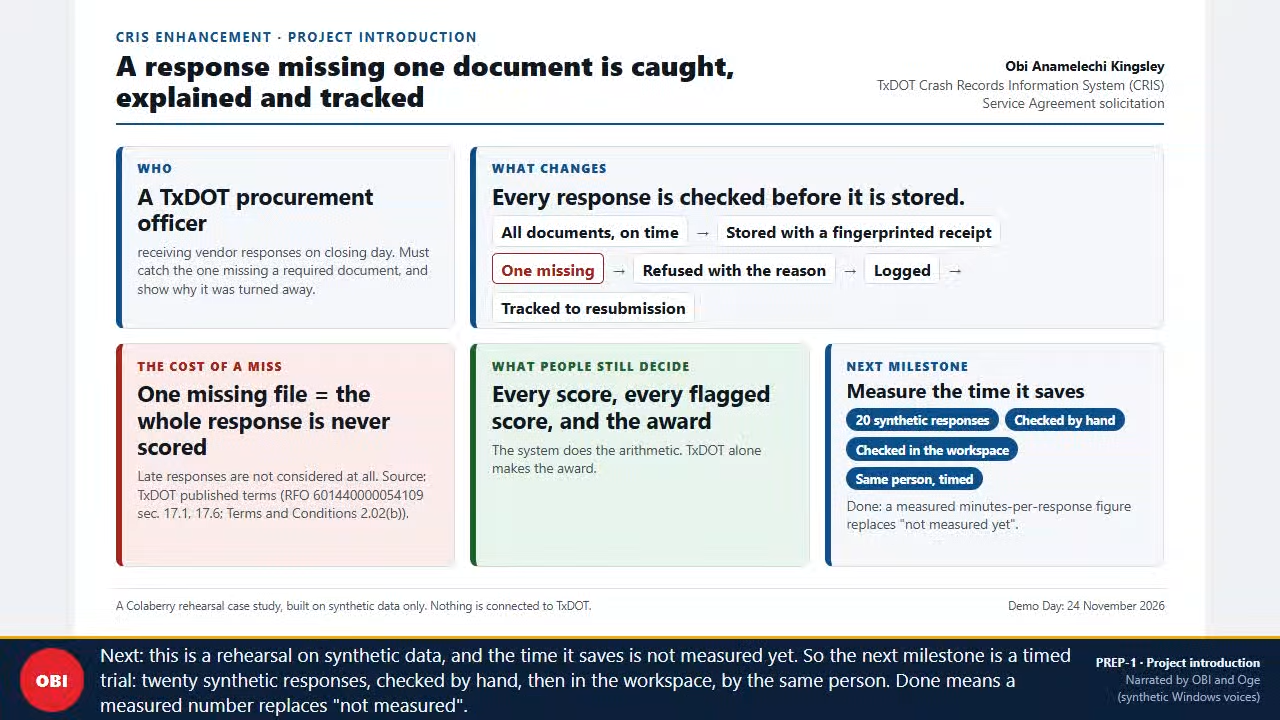 CRIS ENHANCEMENT · PROJECT INTRODUCTION
A response missing one document is caught,
explained and tracked
Obi Anamelechi Kingsley
TxDOT Crash Records Information System (CRIS)
Service Agreement solicitation
WHO
A TxDOT procurement
officer
receiving vendor responses on closing day. Must
catch the one missing a required document, and
show why it was turned away.
WHAT CHANGES
Every response is checked before it is stored.
All documents, on time → Stored with a fingerprinted receipt
One missing → Refused with the reason → Logged →
Tracked to resubmission
THE COST OF A MISS
One missing file = the
whole response is never
scored
Late responses are not considered at all. Source:
TxDOT published terms (RFO 601440000054109
sec. 17.1, 17.6; Terms and Conditions 2.02(b)).
WHAT PEOPLE STILL DECIDE
Every score, every flagged
score, and the award
The system does the arithmetic. TxDOT alone
makes the award.
NEXT MILESTONE
Measure the time it saves
20 synthetic responses Checked by hand
Checked in the workspace
Same person, timed
Done: a measured minutes-per-response figure
replaces "not measured yet".
A Colaberry rehearsal case study, built on synthetic data only. Nothing is connected to TxDOT.
Demo Day: 24 November 2026
OBI
Next: this is a rehearsal on synthetic data, and the time it saves is not measured yet. So the next milestone is a timed
trial: twenty synthetic responses, checked by hand, then in the workspace, by the same person. Done means a
measured number replaces "not measured".
PREP-1 · Project introduction
Narrated by OBI and Oge
(synthetic Windows voices)